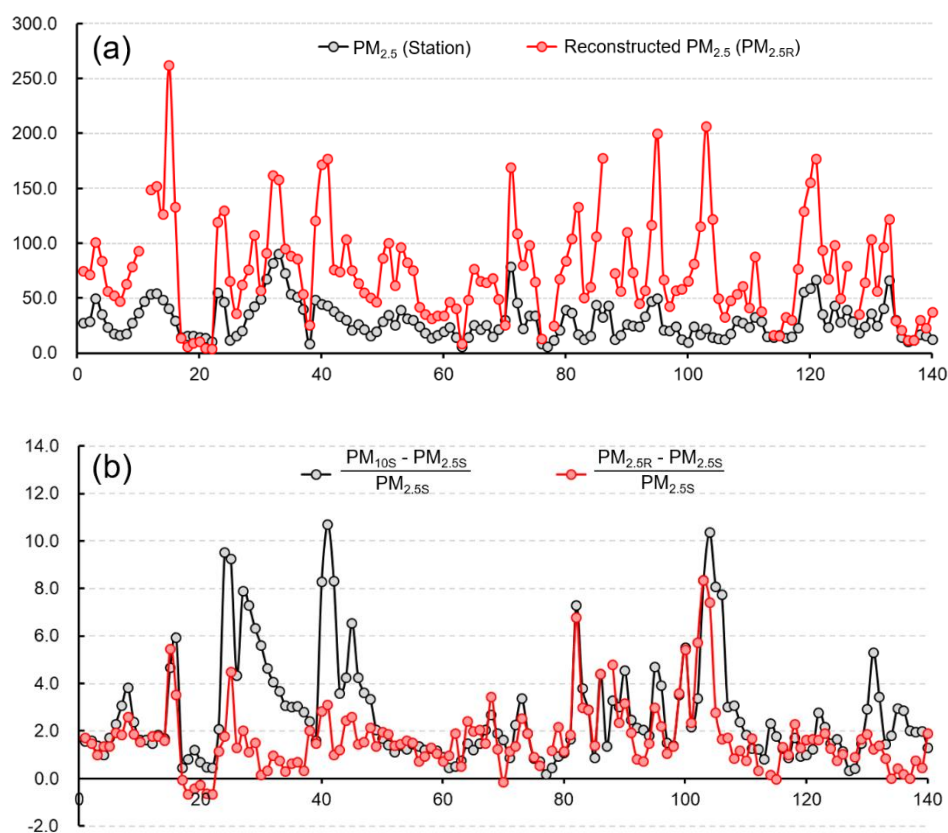 300.0
(a)
PM2.5 (Station)
Reconstructed PM2.5 (PM2.5R)
250.0
200.0
150.0
100.0
50.0
0.0
0 20 40 60 80 100 120 140
14.0
(b)
PM10S - PM2.5S
PM2.5S
PM2.5R - PM2.5S
PM2.5S
12.0
10.0
8.0
6.0
4.0
2.0
0.0
0 20 40 60 80 100 120 140
-2.0